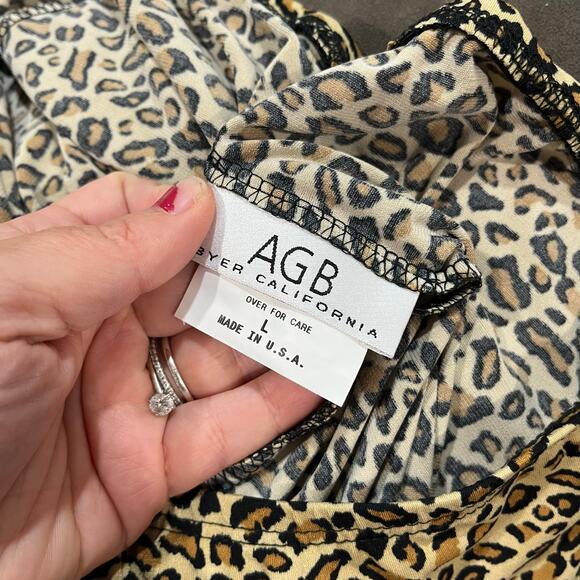 AGB
BYER CALIFORNIA
OVER FOR CARE
L
MADE IN U.S.A.